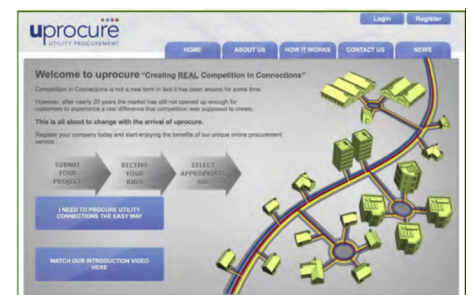 Login Register
uprocure
UTILITY PROCUREMENT
HOME ABOUT US HOW IT WORKS CONTACT US NEWS
Welcome to uprocure "Creating REAL Competition in Connections"
Competition in Connections is not a new term in fact it has been around for some time.
However, after nearly 20 years the market has still not opened up enough for
customers to experience a real difference that competition was supposed to create.
This is all about to change with the arrival of uprocure.
Register your company today and start enjoying the benefits of our unique online procurement
service.
SUBMIT YOUR PROJECT
RECEIVE YOUR BIDS
SELECT APPROPRIATE BID
I NEED TO PROCURE UTILITY
CONNECTIONS THE EASY WAY
WATCH OUR INTRODUCTION VIDEO
HERE